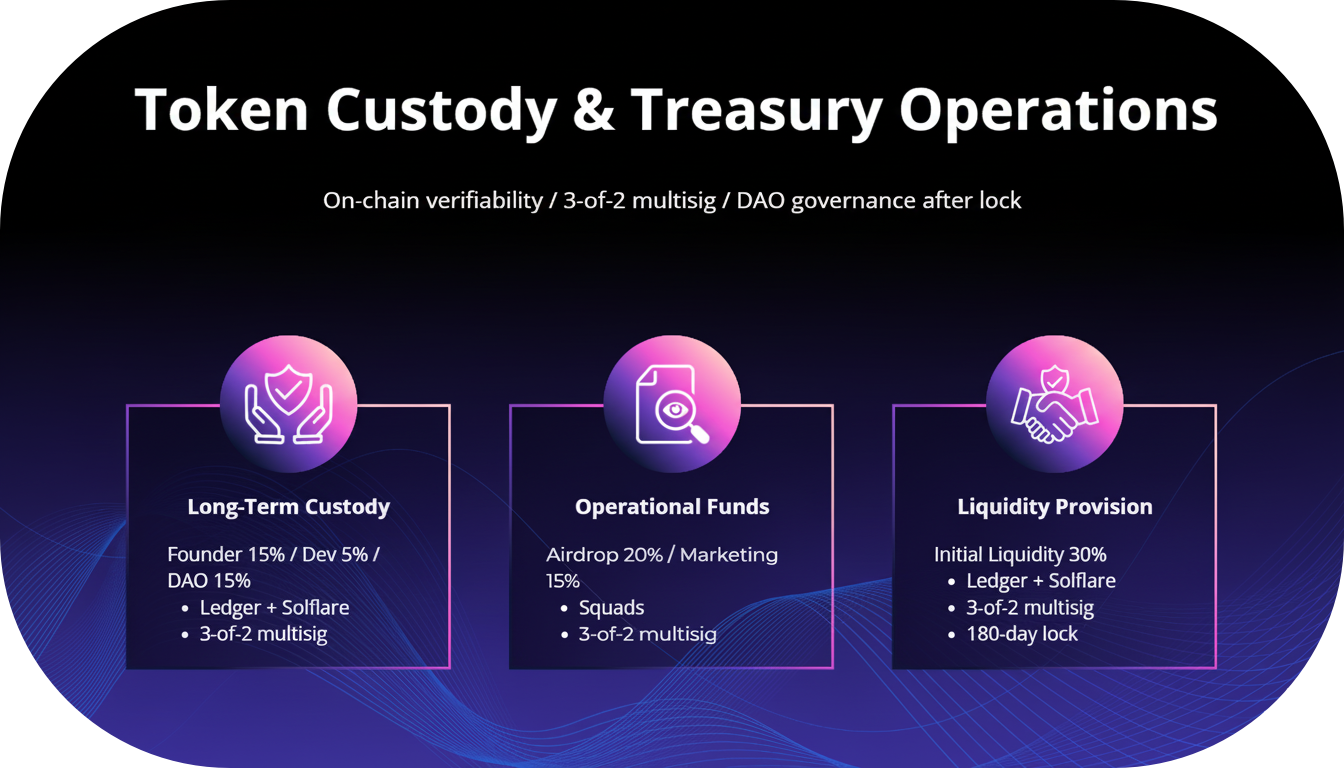 Token Custody & Treasury Operations
On-chain verifiability / 3-of-2 multisig / DAO governance after lock
Long-Term Custody
Founder 15% / Dev 5% /
DAO 15%
• Ledger + Solflare
• 3-of-2 multisig
Operational Funds
Airdrop 20% / Marketing
15%
• Squads
• 3-of-2 multisig
Liquidity Provision
Initial Liquidity 30%
• Ledger + Solflare
• 3-of-2 multisig
• 180-day lock